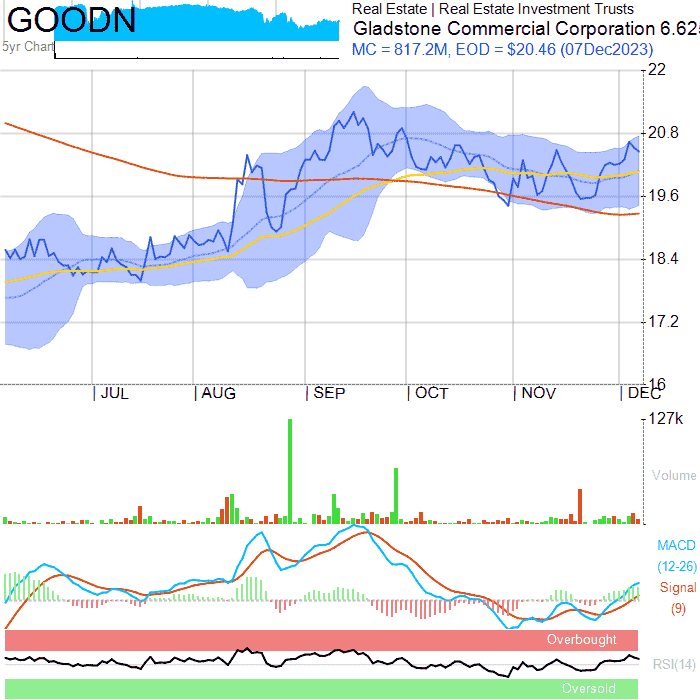 GOODN
5yr Chart
Real Estate | Real Estate Investment Trusts
Gladstone Commercial Corporation 6.62
MC = 817.2M, EOD = $20.46 (07Dec2023)
22
20.8
19.6
18.4
17.2
16
JUL AUG SEP OCT NOV DEC
127k
Volume
MACD
(12-26)
Signal
(9)
Overbought
RSI(14)
Oversold